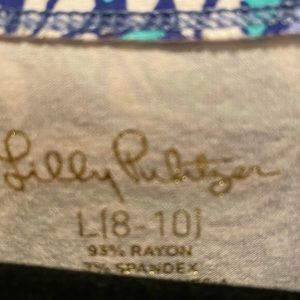 Lilly Pulitzer
L[8-10]
93% RAYON
7% SPANDEX